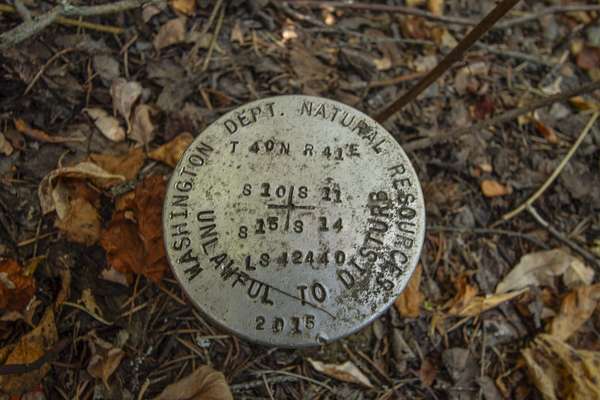 WASHINGTON DEPT. NATURAL RESOURCES
T 40N R 41E
S 10 S 11
S 15 S 14
LS 42440
UNLAWFUL TO DISTURB
2015